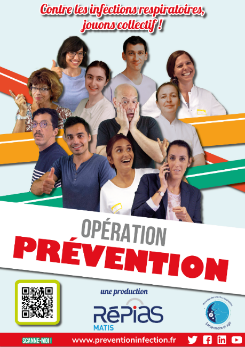 Contre les infections respiratoires,
jouons collectif !
OPÉRATION
PRÉVENTION
une production
RéPIAS
MATIS
SCANNE-MOI !
www.preventioninfection.fr